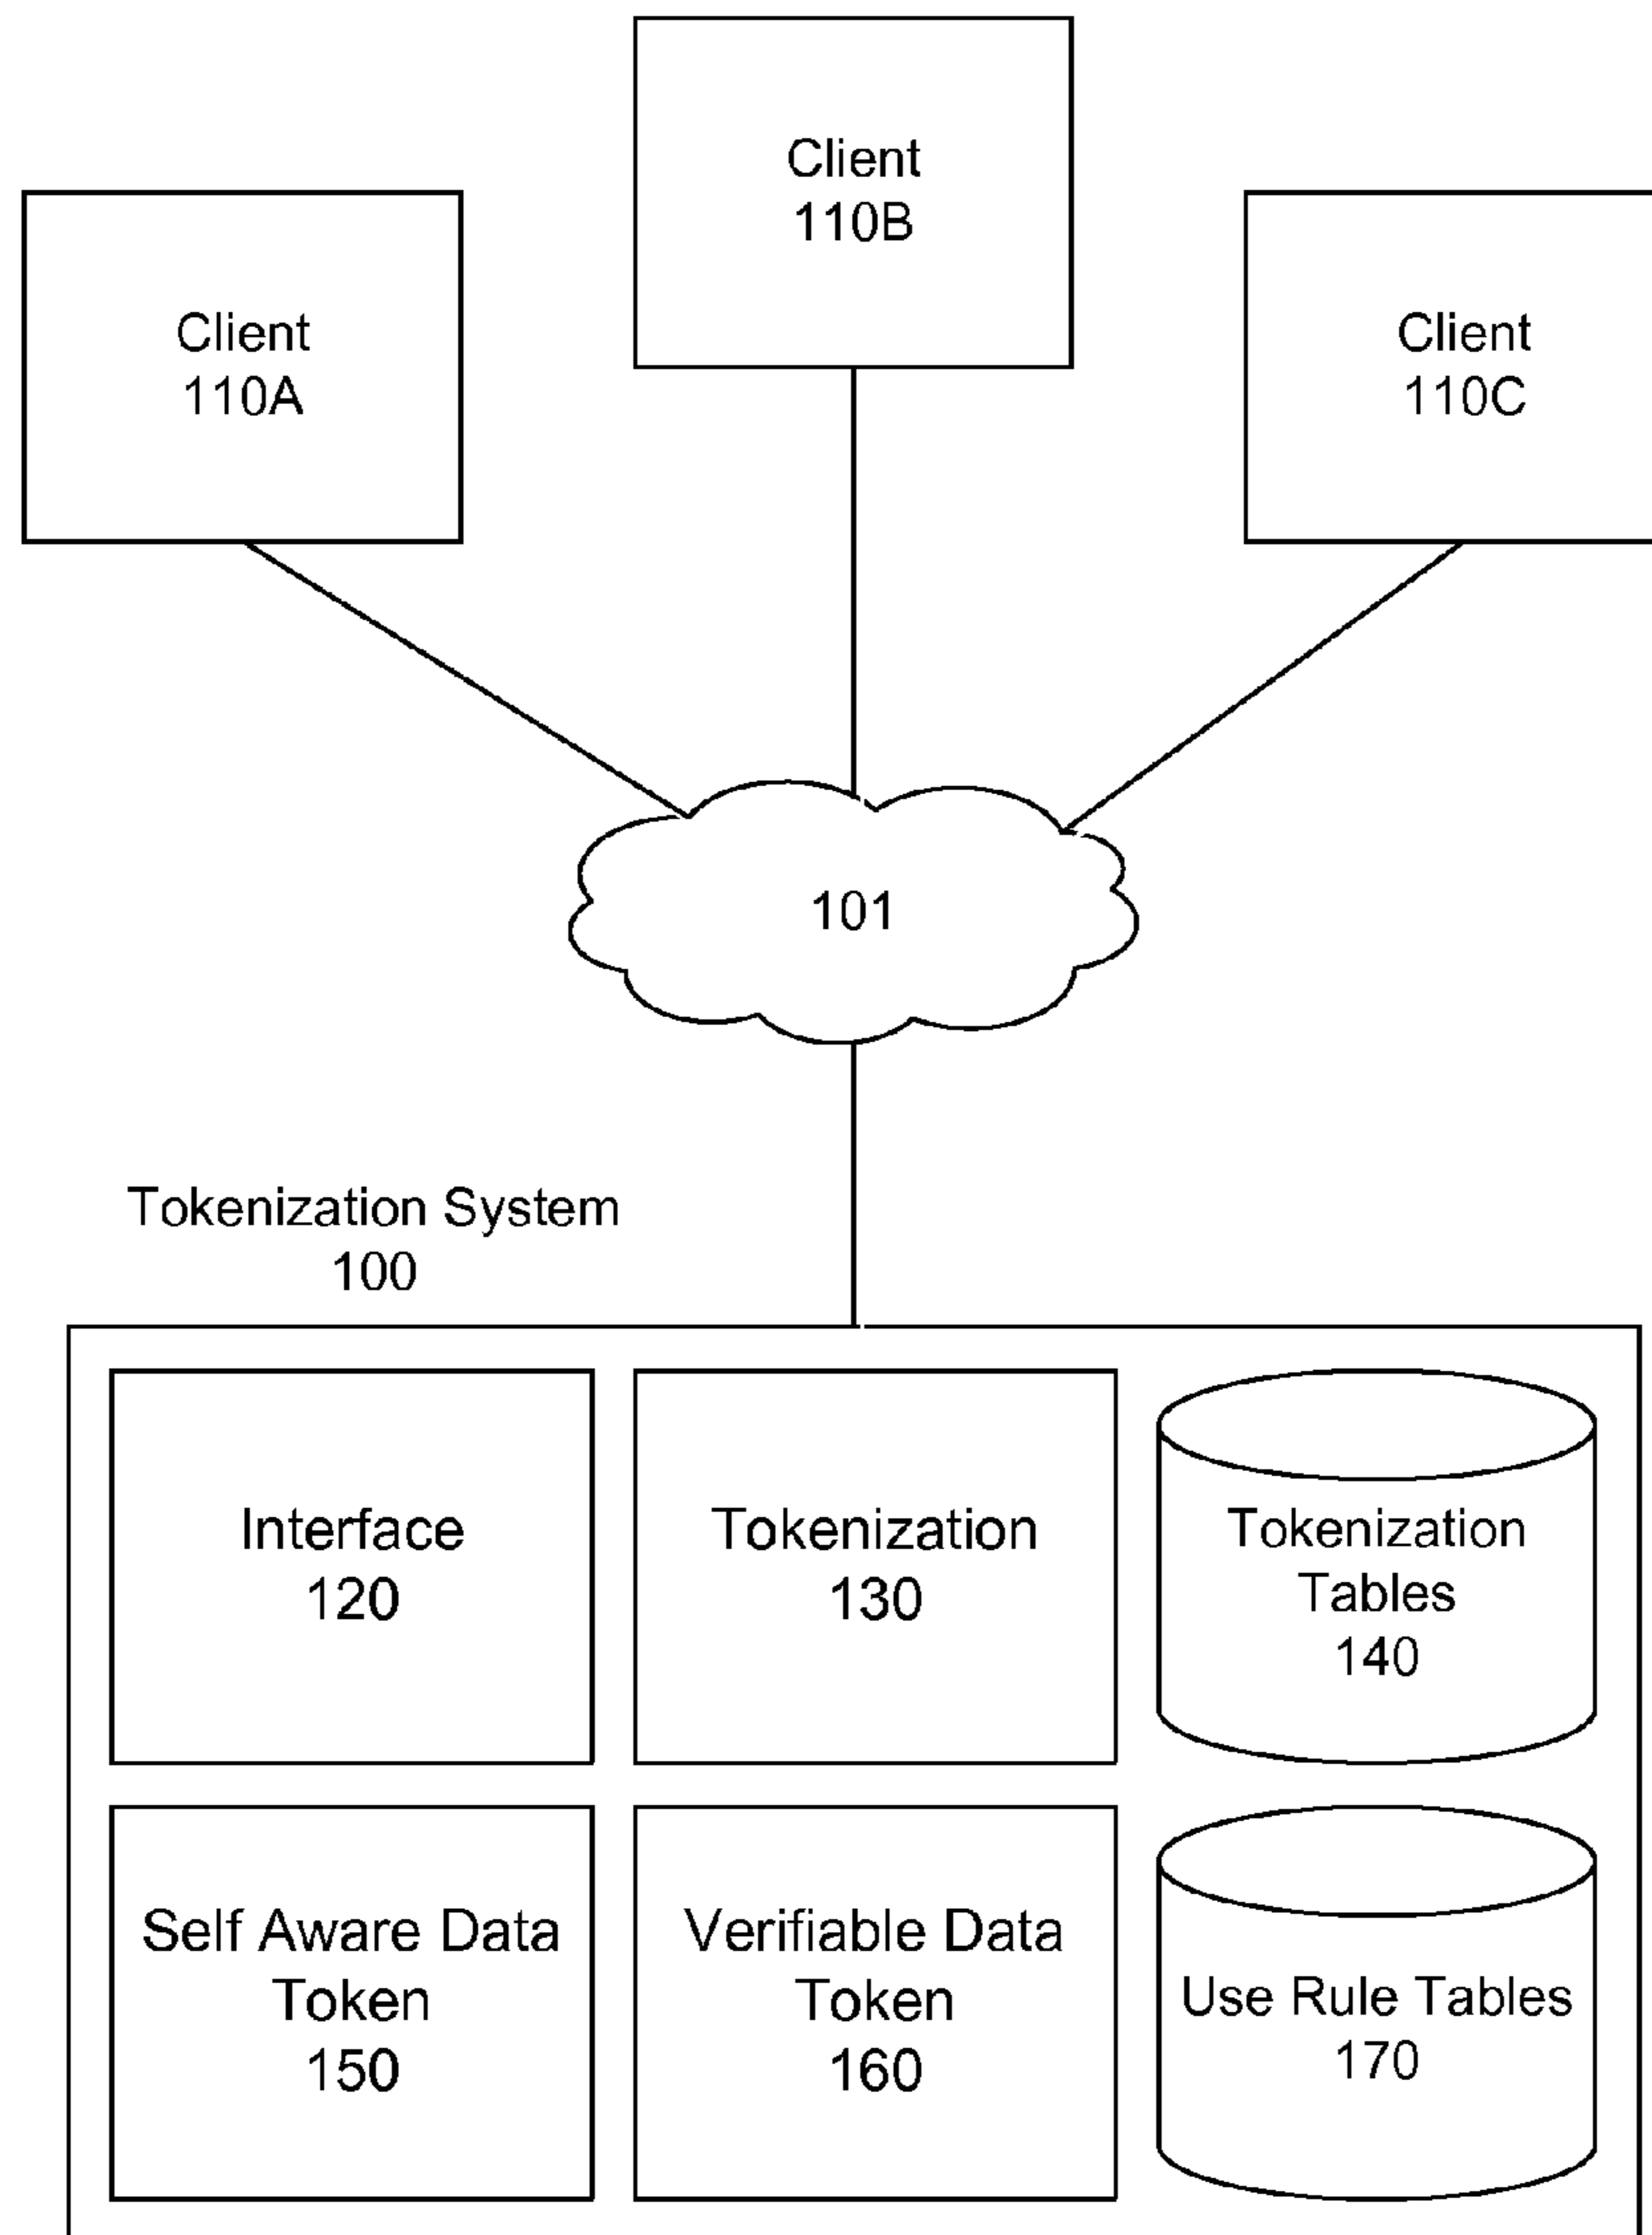 Client
110B
Client
110A
Client
110C
101
Tokenization System
100
Interface
120
Tokenization
130
Tokenization
Tables
140
Self Aware Data
Token
150
Verifiable Data
Token
160
Use Rule Tables
170